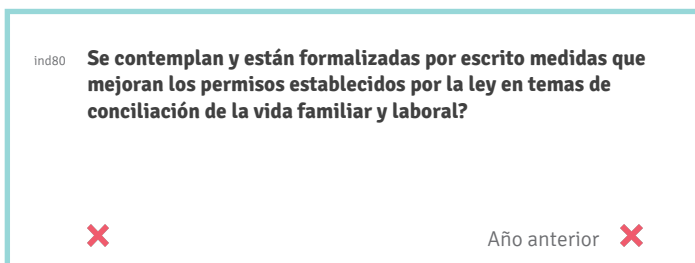 ind80
Se contemplan y están formalizadas por escrito medidas que
mejoran los permisos establecidos por la ley en temas de
conciliación de la vida familiar y laboral?
Año anterior